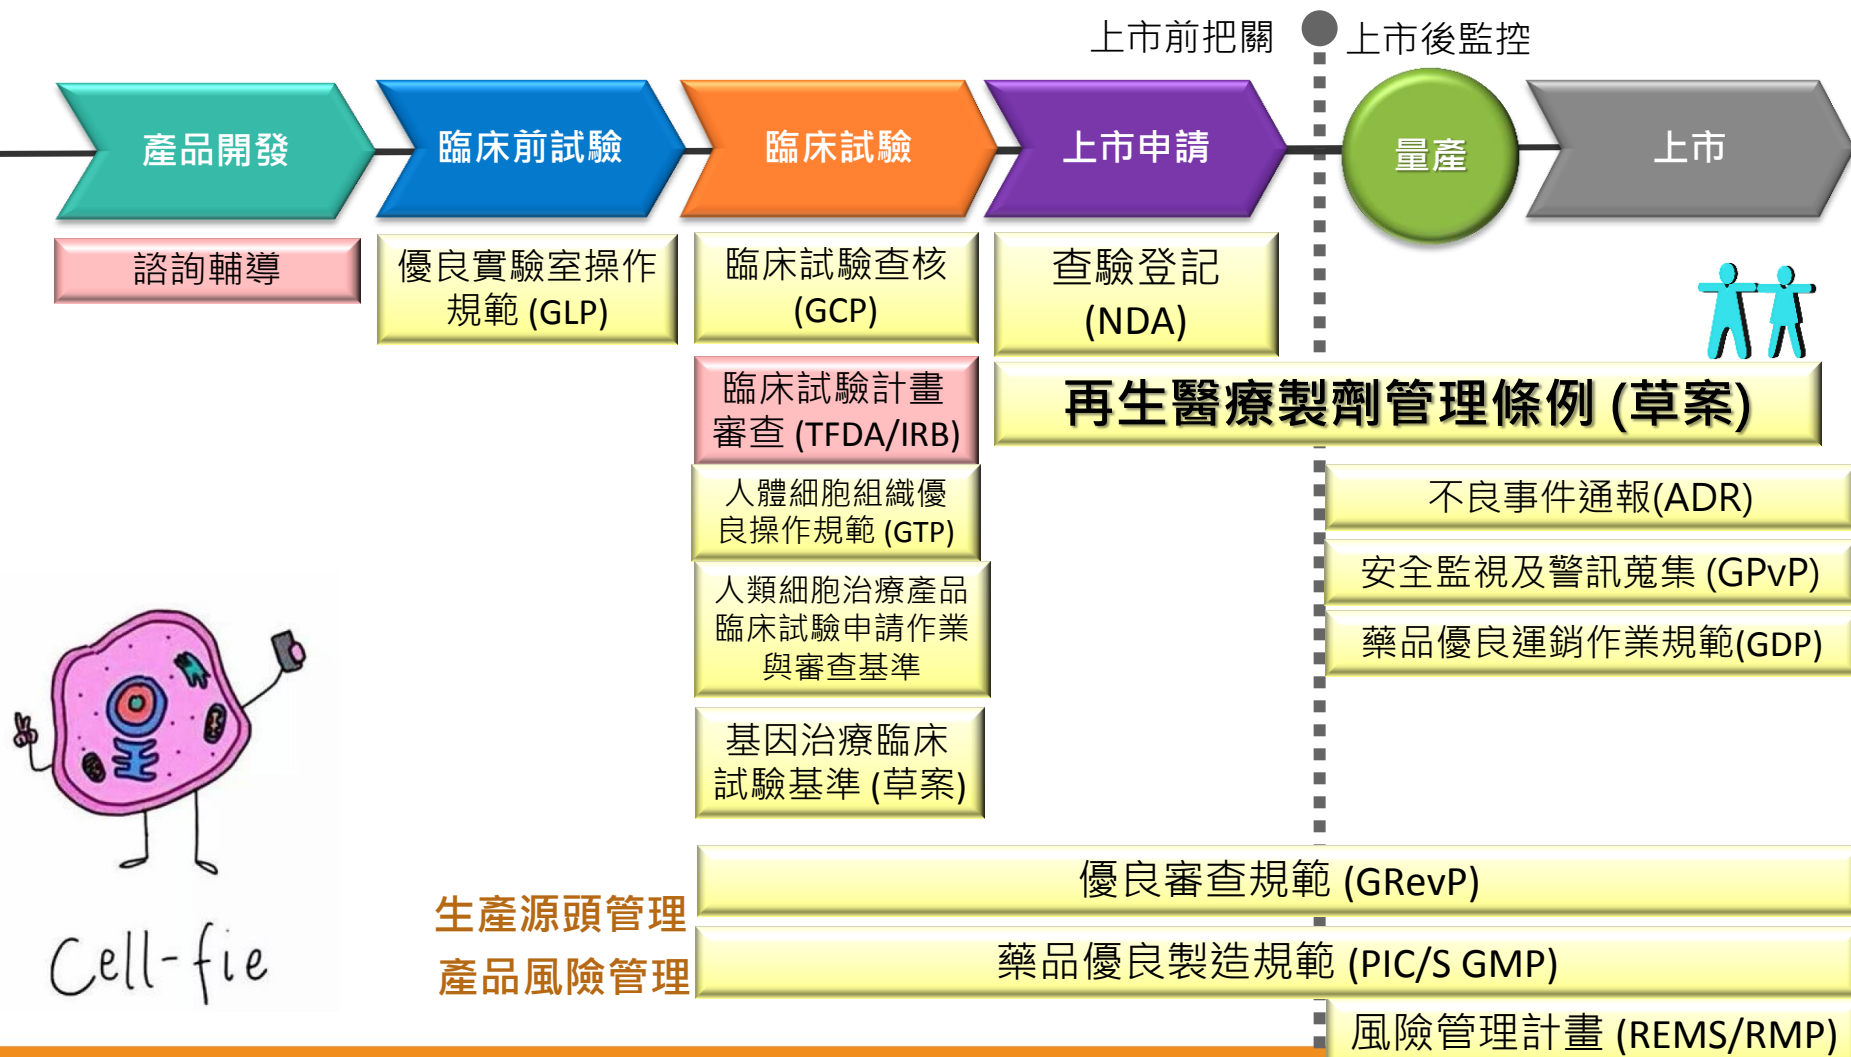 上市前把關
上市後監控
產品開發
臨床前試驗
臨床試驗
上市申請
量產
上市
諮詢輔導
優良實驗室操作
規範 (GLP)
臨床試驗查核
(GCP)
查驗登記
(NDA)
臨床試驗計畫
審查 (TFDA/IRB)
再生醫療製劑管理條例 (草案)
人體細胞組織優
良操作規範 (GTP)
不良事件通報(ADR)
安全監視及警訊蒐集 (GPvP)
人類細胞治療產品
臨床試驗申請作業
與審查基準
藥品優良運銷作業規範(GDP)
基因治療臨床
試驗基準 (草案)
優良審查規範 (GRevP)
生產源頭管理
藥品優良製造規範 (PIC/S GMP)
產品風險管理
風險管理計畫 (REMS/RMP)
Cell-fie